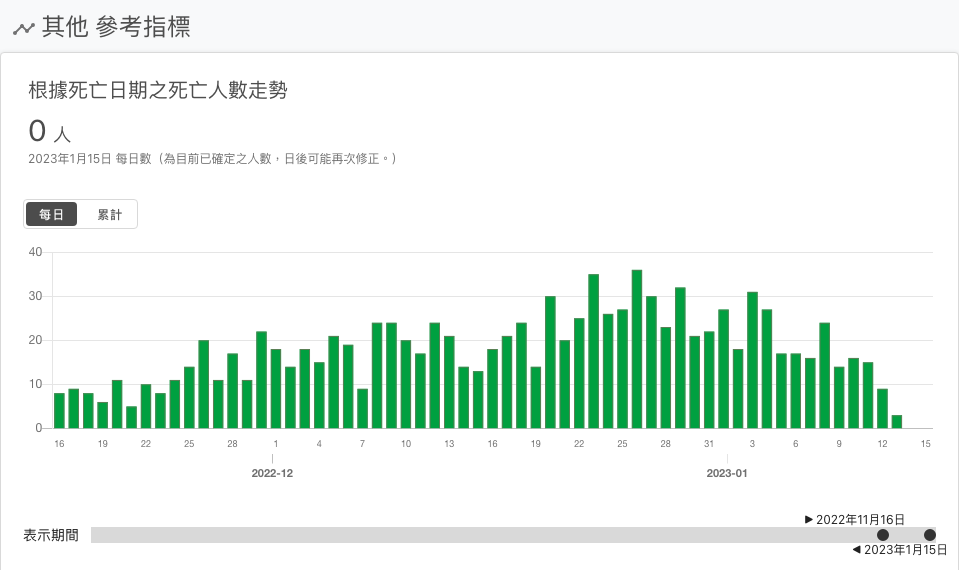 其他 參考指標
根據死亡日期之死亡人數走勢
0 人
2023年1月15日 每日數（為目前已確定之人數，日後可能再次修正。）
每日 累計
40
30
20
10
0
16 19 22 25 28 1 4 7 10 13 16 19 22 25 28 31 3 6 9 12 15
2022-12 2023-01
▶ 2022年11月16日
表示期間
◀ 2023年1月15日